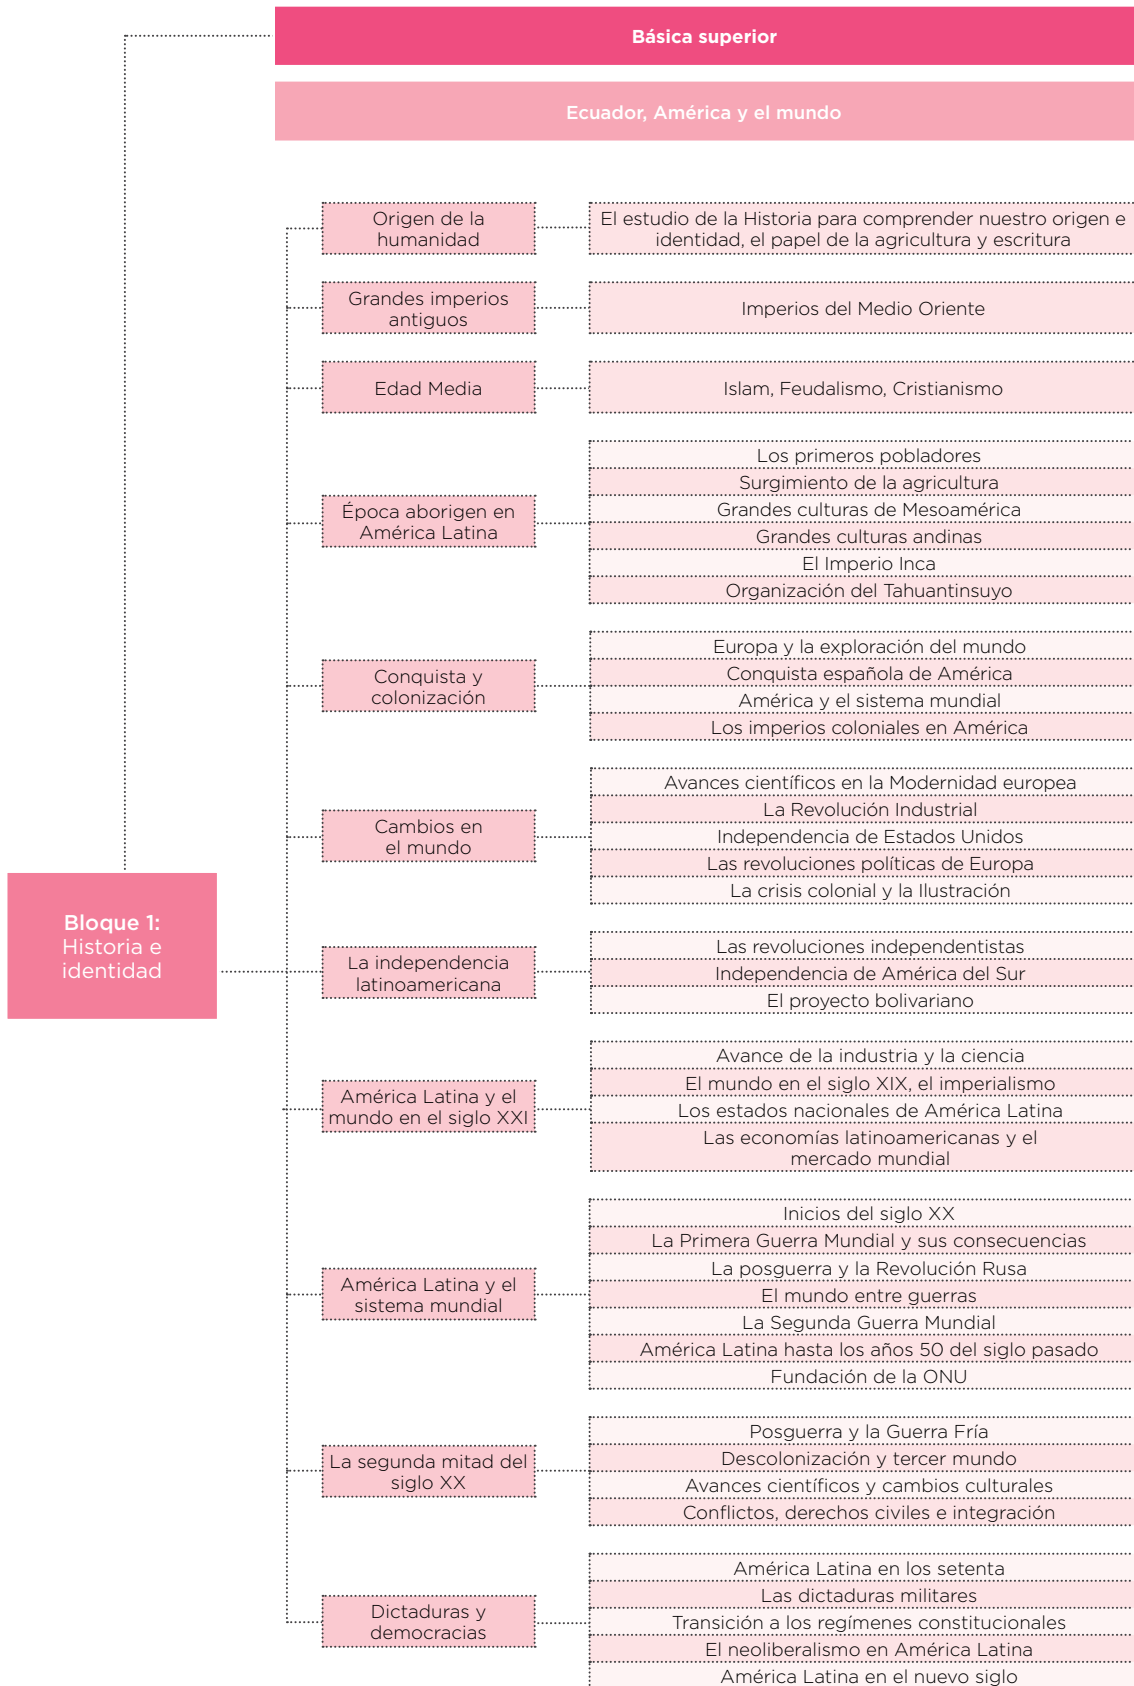 Básica superior
Ecuador, América y el mundo
Origen de la
humanidad
El estudio de la Historia para comprender nuestro origen e
identidad, el papel de la agricultura y escritura
Grandes imperios
antiguos
Imperios del Medio Oriente
Edad Media
Islam, Feudalismo, Cristianismo
Época aborigen en
América Latina
Los primeros pobladores
Surgimiento de la agricultura
Grandes culturas de Mesoamérica
Grandes culturas andinas
El Imperio Inca
Organización del Tahuantinsuyo
Conquista y
colonización
Europa y la exploración del mundo
Conquista española de América
América y el sistema mundial
Los imperios coloniales en América
Cambios en
el mundo
Avances científicos en la Modernidad europea
La Revolución Industrial
Independencia de Estados Unidos
Las revoluciones políticas de Europa
La crisis colonial y la Ilustración
Bloque 1:
Historia e
identidad
La independencia
latinoamericana
Las revoluciones independentistas
Independencia de América del Sur
El proyecto bolivariano
América Latina y el
mundo en el siglo XXI
Avance de la industria y la ciencia
El mundo en el siglo XIX, el imperialismo
Los estados nacionales de América Latina
Las economías latinoamericanas y el
mercado mundial
América Latina y el
sistema mundial
Inicios del siglo XX
La Primera Guerra Mundial y sus consecuencias
La posguerra y la Revolución Rusa
El mundo entre guerras
La Segunda Guerra Mundial
América Latina hasta los años 50 del siglo pasado
Fundación de la ONU
La segunda mitad del
siglo XX
Posguerra y la Guerra Fría
Descolonización y tercer mundo
Avances científicos y cambios culturales
Conflictos, derechos civiles e integración
Dictaduras y
democracias
América Latina en los setenta
Las dictaduras militares
Transición a los regímenes constitucionales
El neoliberalismo en América Latina
América Latina en el nuevo siglo